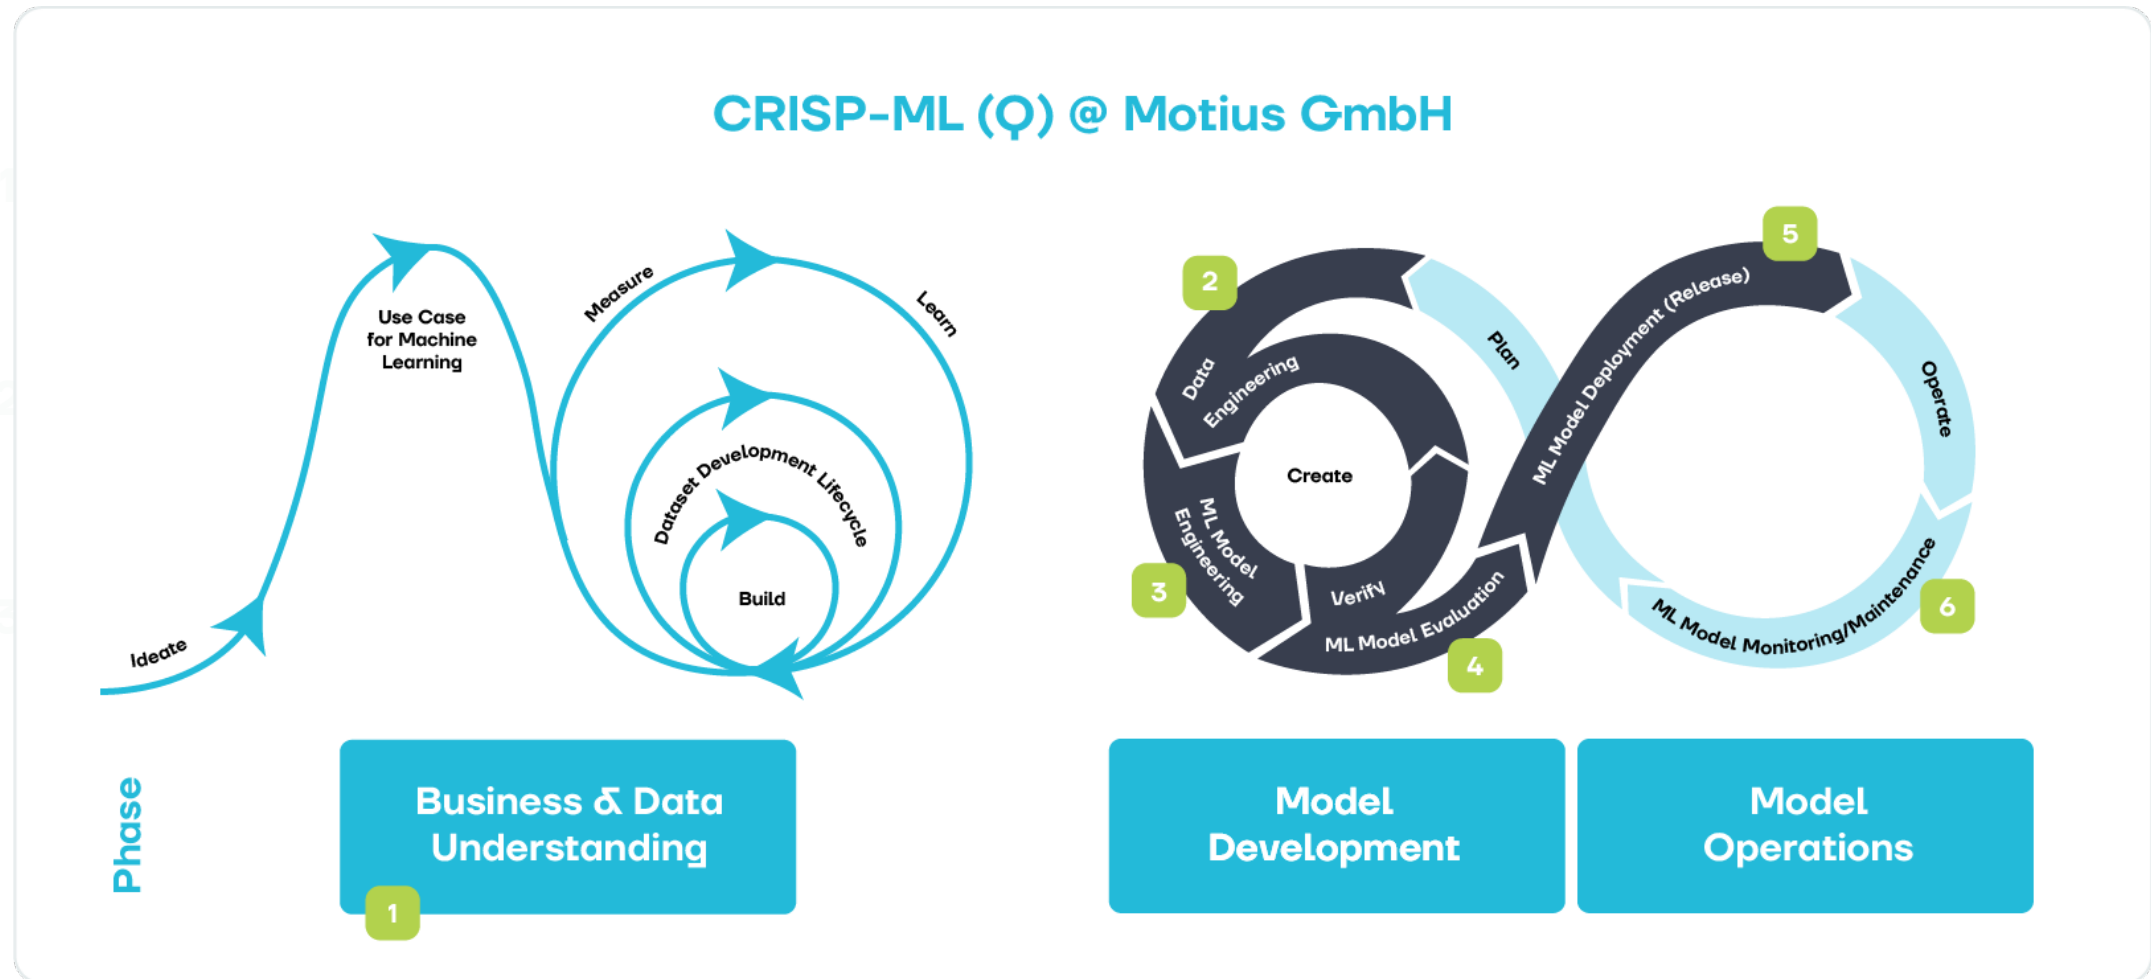 CRISP-ML (Q) @ Motius GmbH
Ideate
Use Case
for Machine
Learning
Measure
Learn
Dataset Development Lifecycle
Build
2
Data
Engineering
Create
3
ML Model
Engineering
Verify
ML Model Evaluation
4
Plan
ML Model Deployment (Release)
5
Operate
ML Model Monitoring/Maintenance
6
Phase
Business & Data
Understanding
1
Model
Development
Model
Operations